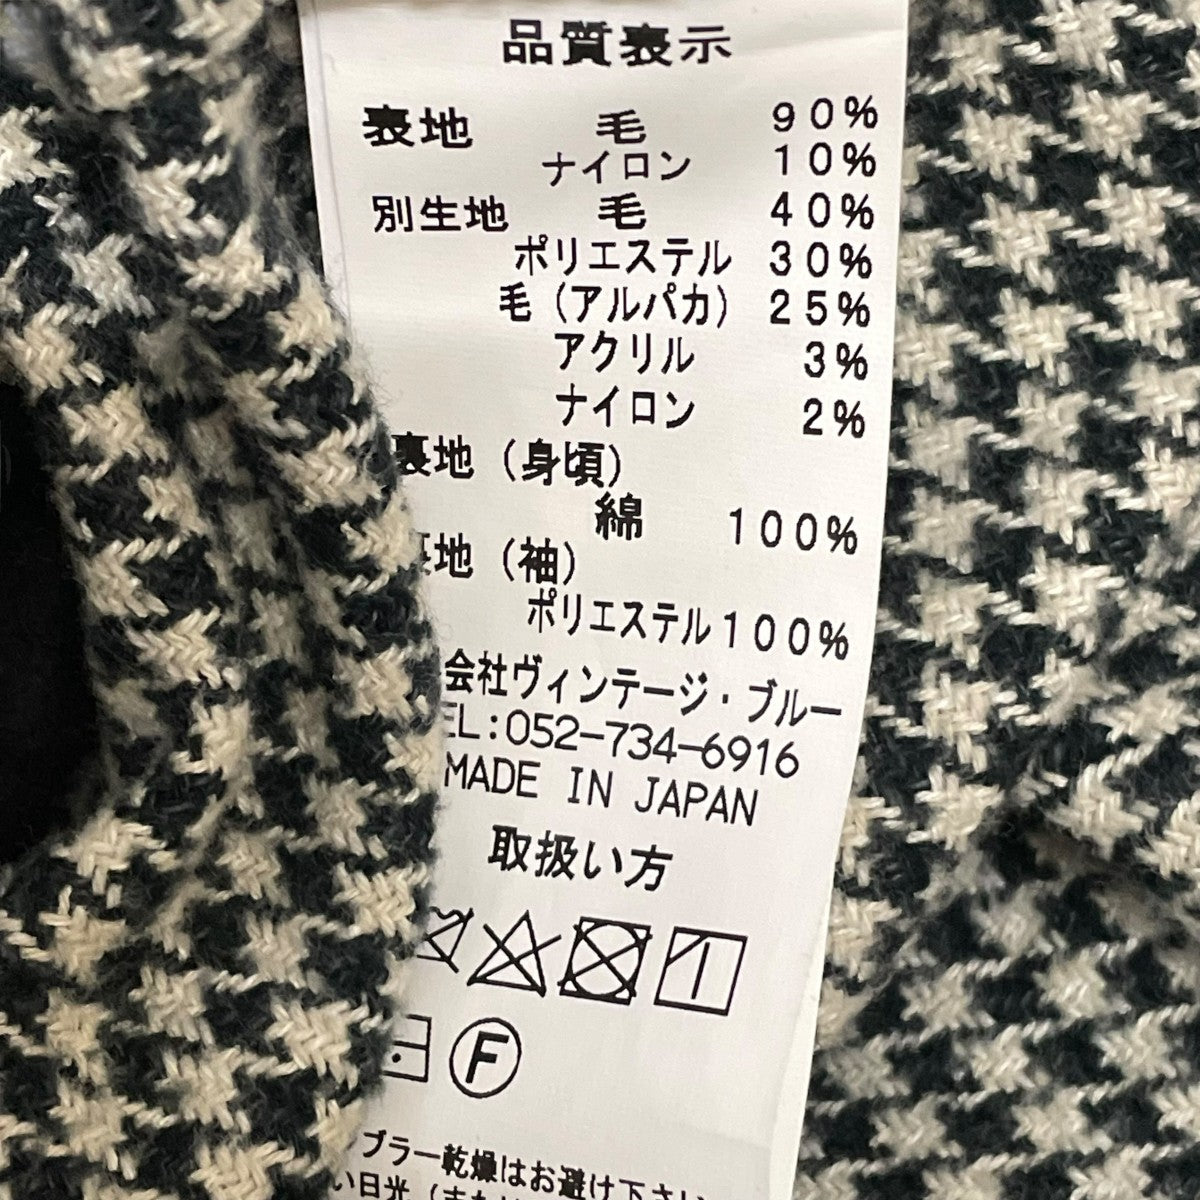 品質表示
表地 毛 90%
ナイロン 10%
別生地 毛 40%
ポリエステル 30%
毛(アルパカ) 25%
アクリル 3%
ナイロン 2%
裏地(身頃)
綿 100%
地(袖)
ポリエステル 100%
会社ヴィンテージ・ブルー
EL:052-734-6916
MADE IN JAPAN
取扱い方
F
ブラー乾燥はお避け下さい
い日光(また